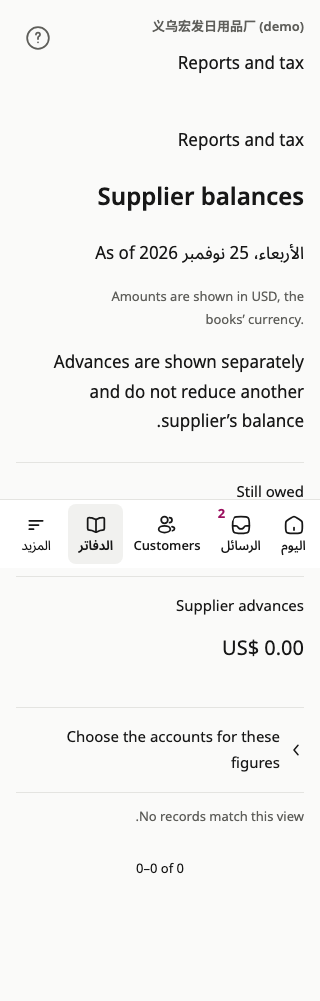 义乌宏发日用品厂 (demo)
Reports and tax
Reports and tax
Supplier balances
As of الأربعاء، 25 نوفمبر 2026
Amounts are shown in USD, the
books' currency.
Advances are shown separately
and do not reduce another
supplier's balance.
Still owed
اليوم
الرسائل 2
Customers
الدفاتر
المزيد
Supplier advances
US$ 0.00
Choose the accounts for these
figures
No records match this view.
0–0 of 0